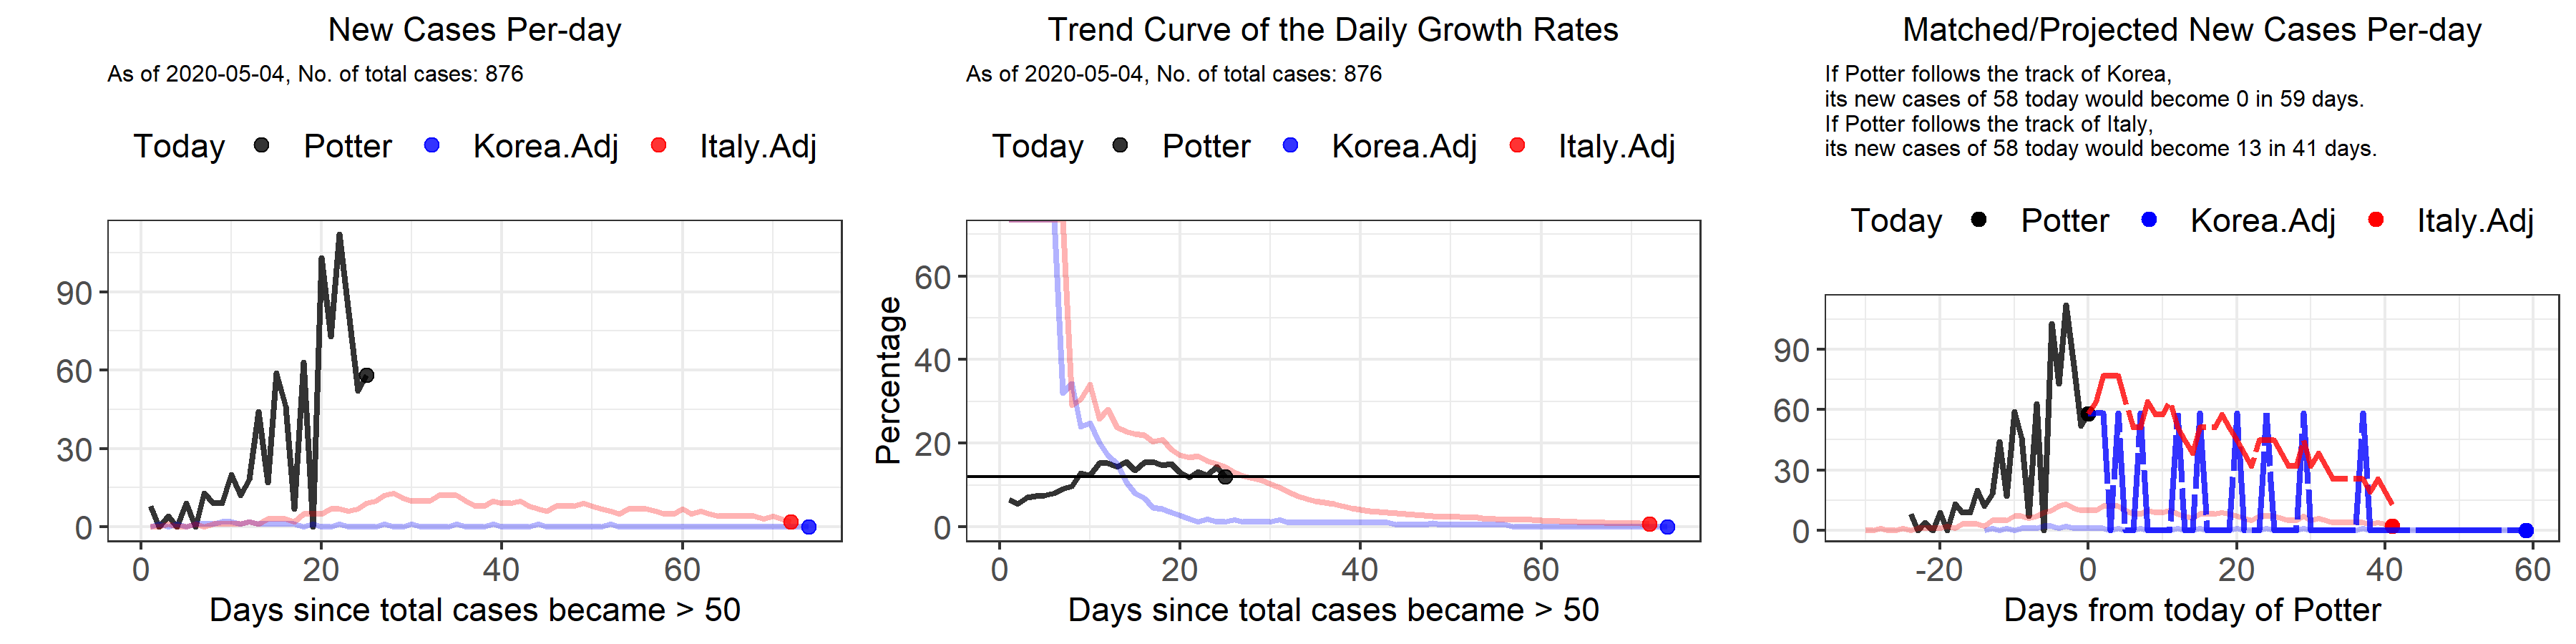 New Cases Per-day
As of 2020-05-04, No. of total cases: 876
Today Potter Korea.Adj Italy.Adj
90
60
30
0
0 20 40 60
Days since total cases became > 50
Trend Curve of the Daily Growth Rates
As of 2020-05-04, No. of total cases: 876
Today Potter Korea.Adj Italy.Adj
Percentage
60
40
20
0
0 20 40 60
Days since total cases became > 50
Matched/Projected New Cases Per-day
If Potter follows the track of Korea,
its new cases of 58 today would become 0 in 59 days.
If Potter follows the track of Italy,
its new cases of 58 today would become 13 in 41 days.
Today Potter Korea.Adj Italy.Adj
90
60
30
0
-20 0 20 40 60
Days from today of Potter